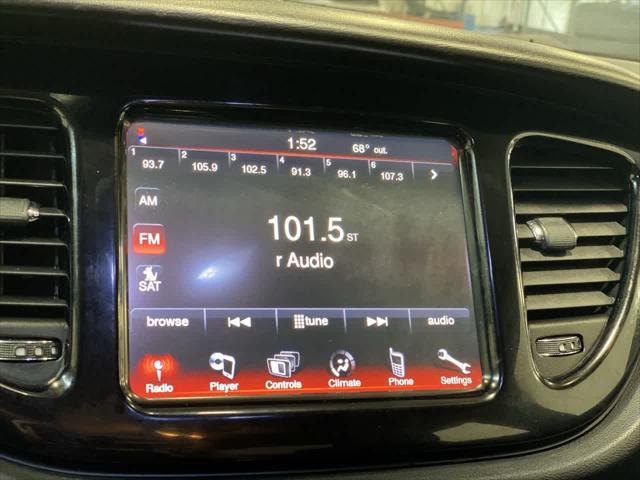 1:52 68° out.
1 93.7 2 105.9 3 102.5 4 91.3 5 96.1 6 107.3
AM
FM
SAT
101.5 ST
r Audio
browse tune audio
Radio Player Controls Climate Phone Settings